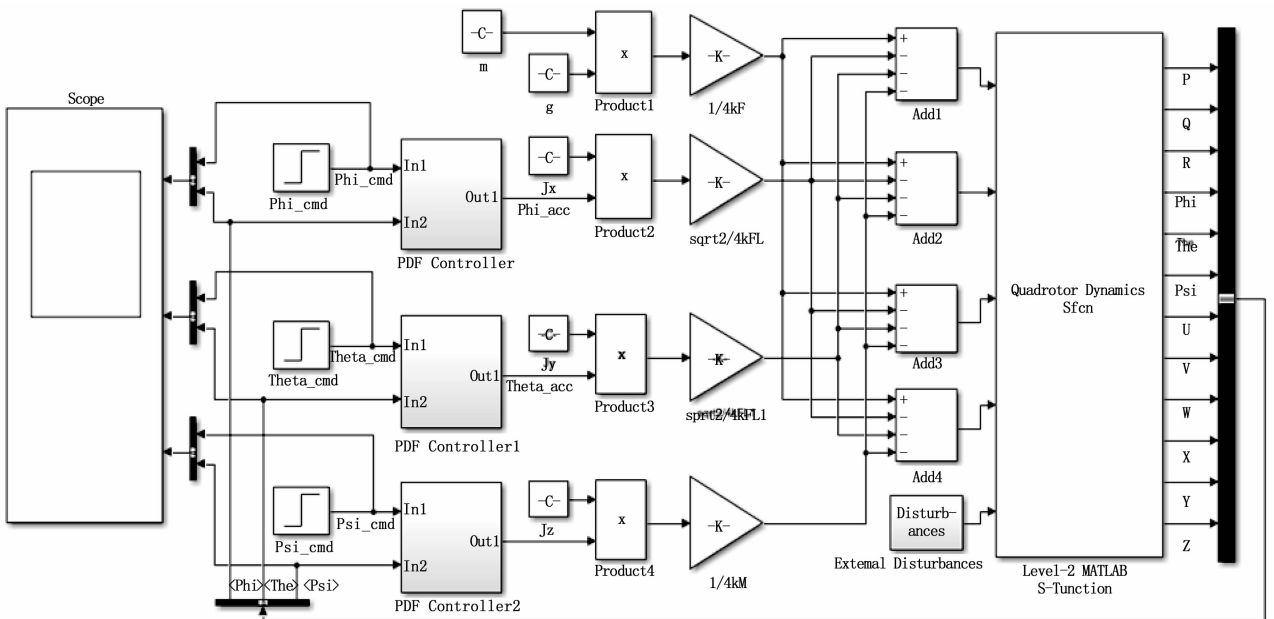 Scope
Phi_cmd
Phi_cmd
In1
In2
Out1
PDF Controller
Phi_acc
Theta_cmd
Theta_cmd
In1
In2
Out1
PDF Controller1
Theta_acc
Psi_cmd
Psi_cmd
In1
In2
Out1
PDF Controller2
<Phi>
<The>
<Psi>
-C-
m
-C-
g
x
Product1
-K-
1/4kF
-C-
Jx
x
Product2
-K-
sqrt2/4kFL
-C-
Jy
x
Product3
-K-
-C-
Jz
x
Product4
-K-
1/4kM
+
−
−
−
Add1
+
−
−
−
Add2
+
−
−
−
Add3
+
−
−
−
Add4
Disturb-
ances
Extemal Disturbances
Quadrotor Dynamics
Sfcn
Level-2 MATLAB
S-Tunction
P
Q
R
Phi
The
Psi
U
V
W
X
Y
Z